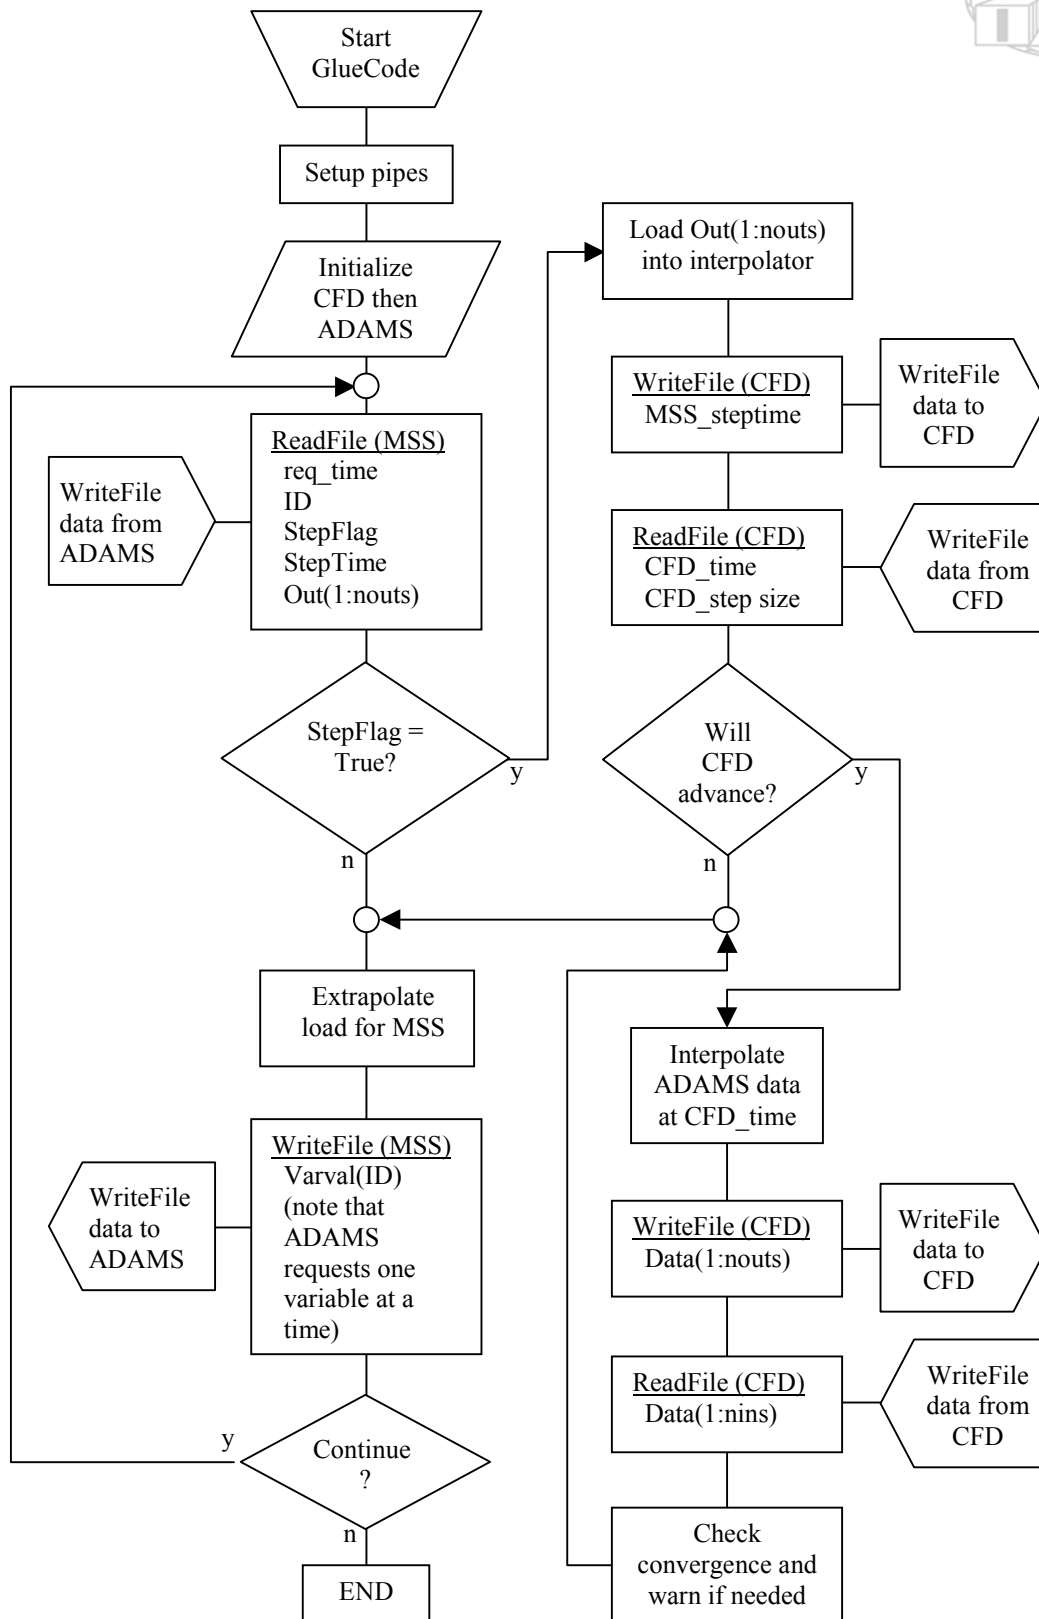 Start
GlueCode
Setup pipes
Initialize
CFD then
ADAMS
WriteFile
data from
ADAMS
ReadFile (MSS)
req_time
ID
StepFlag
StepTime
Out(1:nouts)
StepFlag =
True?
y
n
Extrapolate
load for MSS
WriteFile (MSS)
Varval(ID)
(note that
ADAMS
requests one
variable at a
time)
WriteFile
data to
ADAMS
Continue
?
y
n
END
Load Out(1:nouts)
into interpolator
WriteFile (CFD)
MSS_steptime
WriteFile
data to
CFD
ReadFile (CFD)
CFD_time
CFD_step size
WriteFile
data from
CFD
Will
CFD
advance?
y
n
Interpolate
ADAMS data
at CFD_time
WriteFile (CFD)
Data(1:nouts)
WriteFile
data to
CFD
ReadFile (CFD)
Data(1:nins)
WriteFile
data from
CFD
Check
convergence and
warn if needed